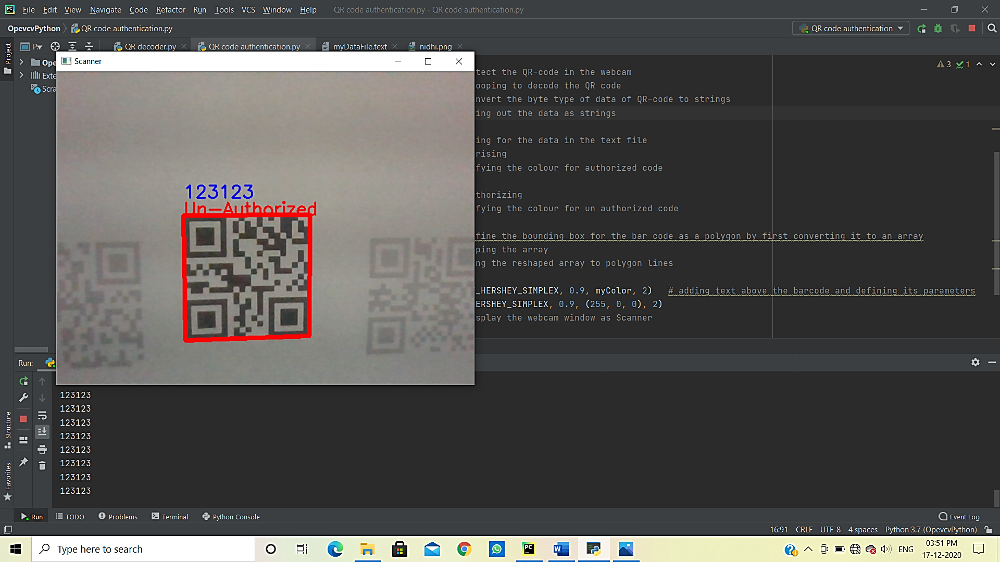 File Edit View Navigate Code Refactor Run Tools VCS Window Help QR code authentication.py - QR code authentication.py
OpevcvPython QR code authentication.py QR code authentication
P... QR decoder.py QR code authentication.py myDataFile.text nidhi.png
Project
Ope
Exte
Scra
Scanner
123123
Un-Authorized
tect the QR-code in the webcam
ooping to decode the QR code
nvert the byte type of data of QR-code to strings
ing out the data as strings
ing for the data in the text file
rising
fying the colour for authorized code
thorizing
fying the colour for un authorized code
fine the bounding box for the bar code as a polygon by first converting it to an array
ping the array
ng the reshaped array to polygon lines
_HERSHEY_SIMPLEX, 0.9, myColor, 2) # adding text above the barcode and defining its parameters
ERSHEY_SIMPLEX, 0.9, (255, 0, 0), 2)
splay the webcam window as Scanner
3 1
Run:
123123
123123
123123
123123
123123
123123
123123
123123
Structure
Favorites
Run TODO Problems Terminal Python Console Event Log
16:91 CRLF UTF-8 4 spaces Python 3.7 (OpevcvPython)
Type here to search
ENG
03:51 PM
17-12-2020